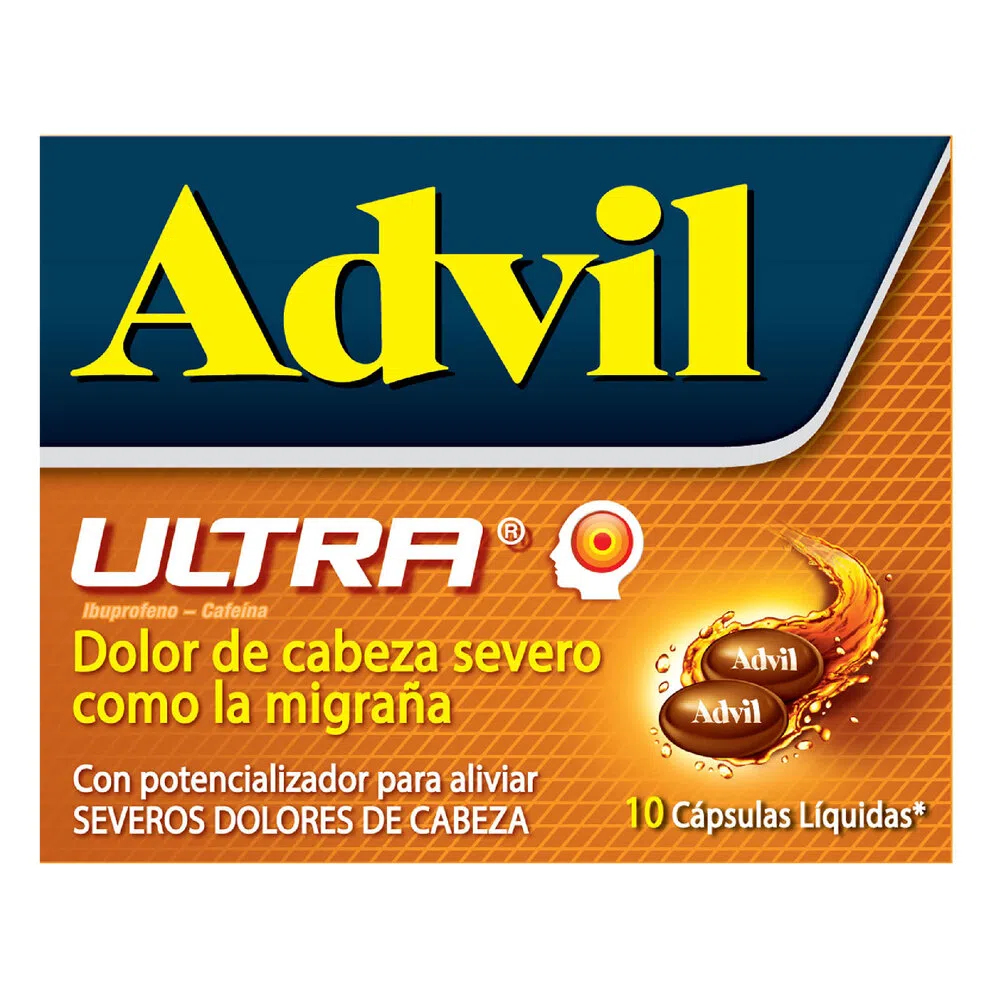 Advil
ULTRA®
Ibuprofeno – Cafeína
Dolor de cabeza severo
como la migraña
Con potencializador para aliviar
SEVEROS DOLORES DE CABEZA
Advil
Advil
10 Cápsulas Líquidas*